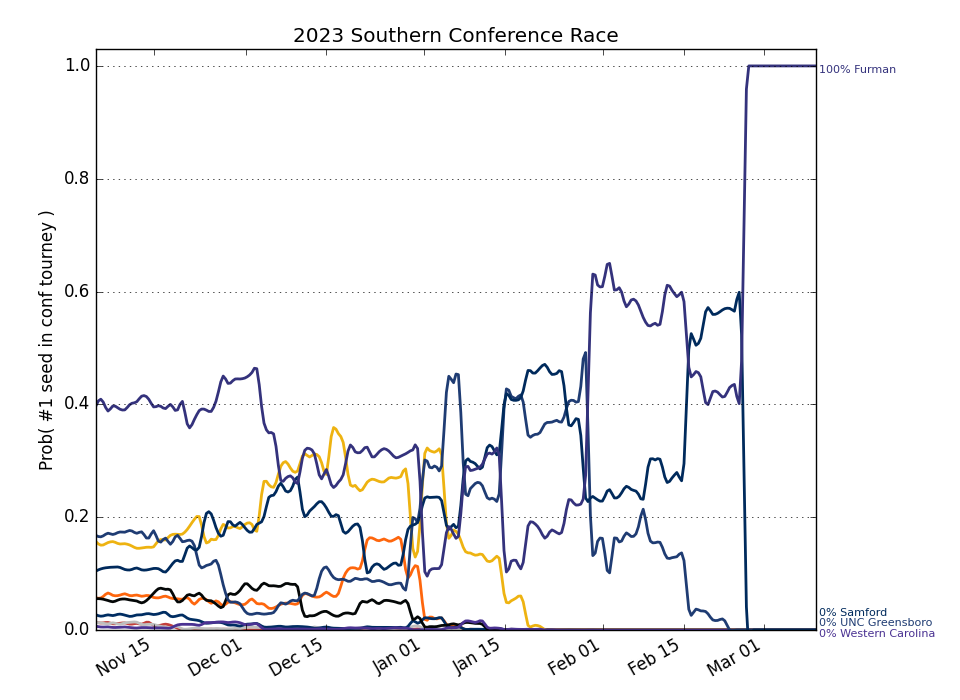 2023 Southern Conference Race
Prob( #1 seed in conf tourney )
1.0
0.8
0.6
0.4
0.2
0.0
100% Furman
0% Samford
0% UNC Greensboro
0% Western Carolina
Nov 15
Dec 01
Dec 15
Jan 01
Jan 15
Feb 01
Feb 15
Mar 01